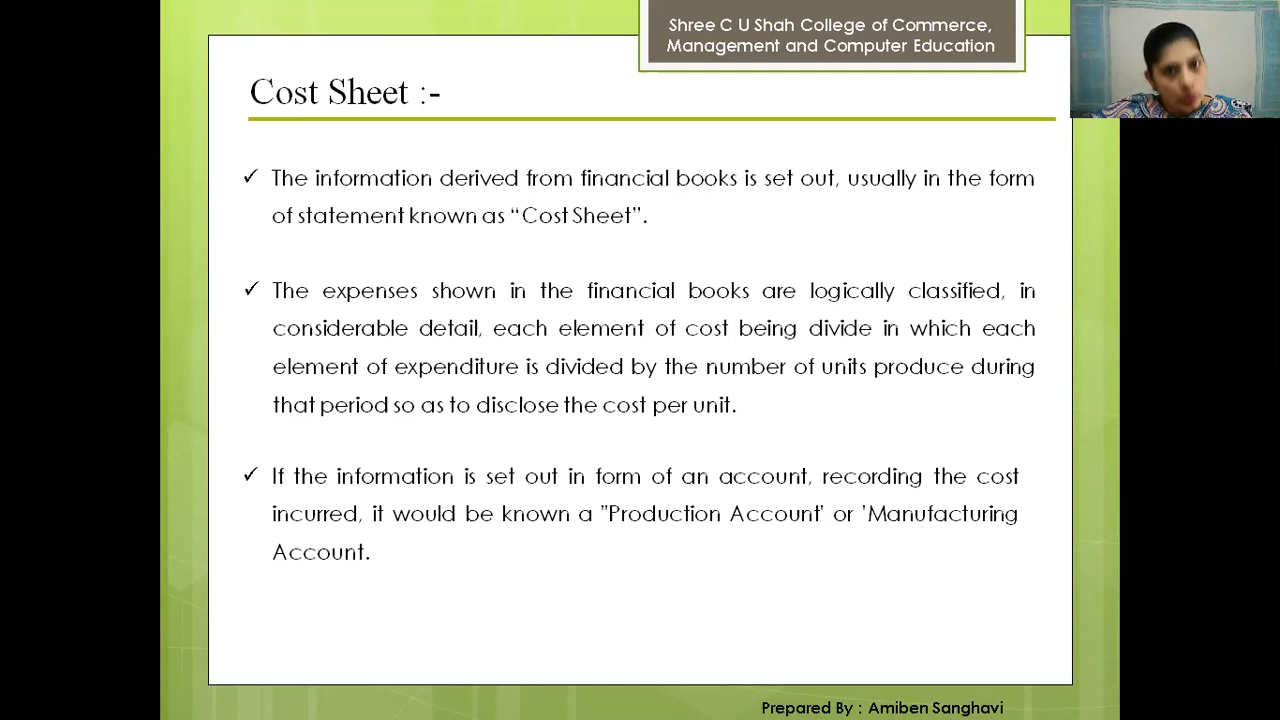 Shree C U Shah College of Commerce,
Management and Computer Education
Cost Sheet :-
✓ The information derived from financial books is set out, usually in the form
of statement known as “Cost Sheet”.
✓ The expenses shown in the financial books are logically classified, in
considerable detail, each element of cost being divide in which each
element of expenditure is divided by the number of units produce during
that period so as to disclose the cost per unit.
✓ If the information is set out in form of an account, recording the cost
incurred, it would be known a "Production Account' or 'Manufacturing
Account.
Prepared By : Amiben Sanghavi